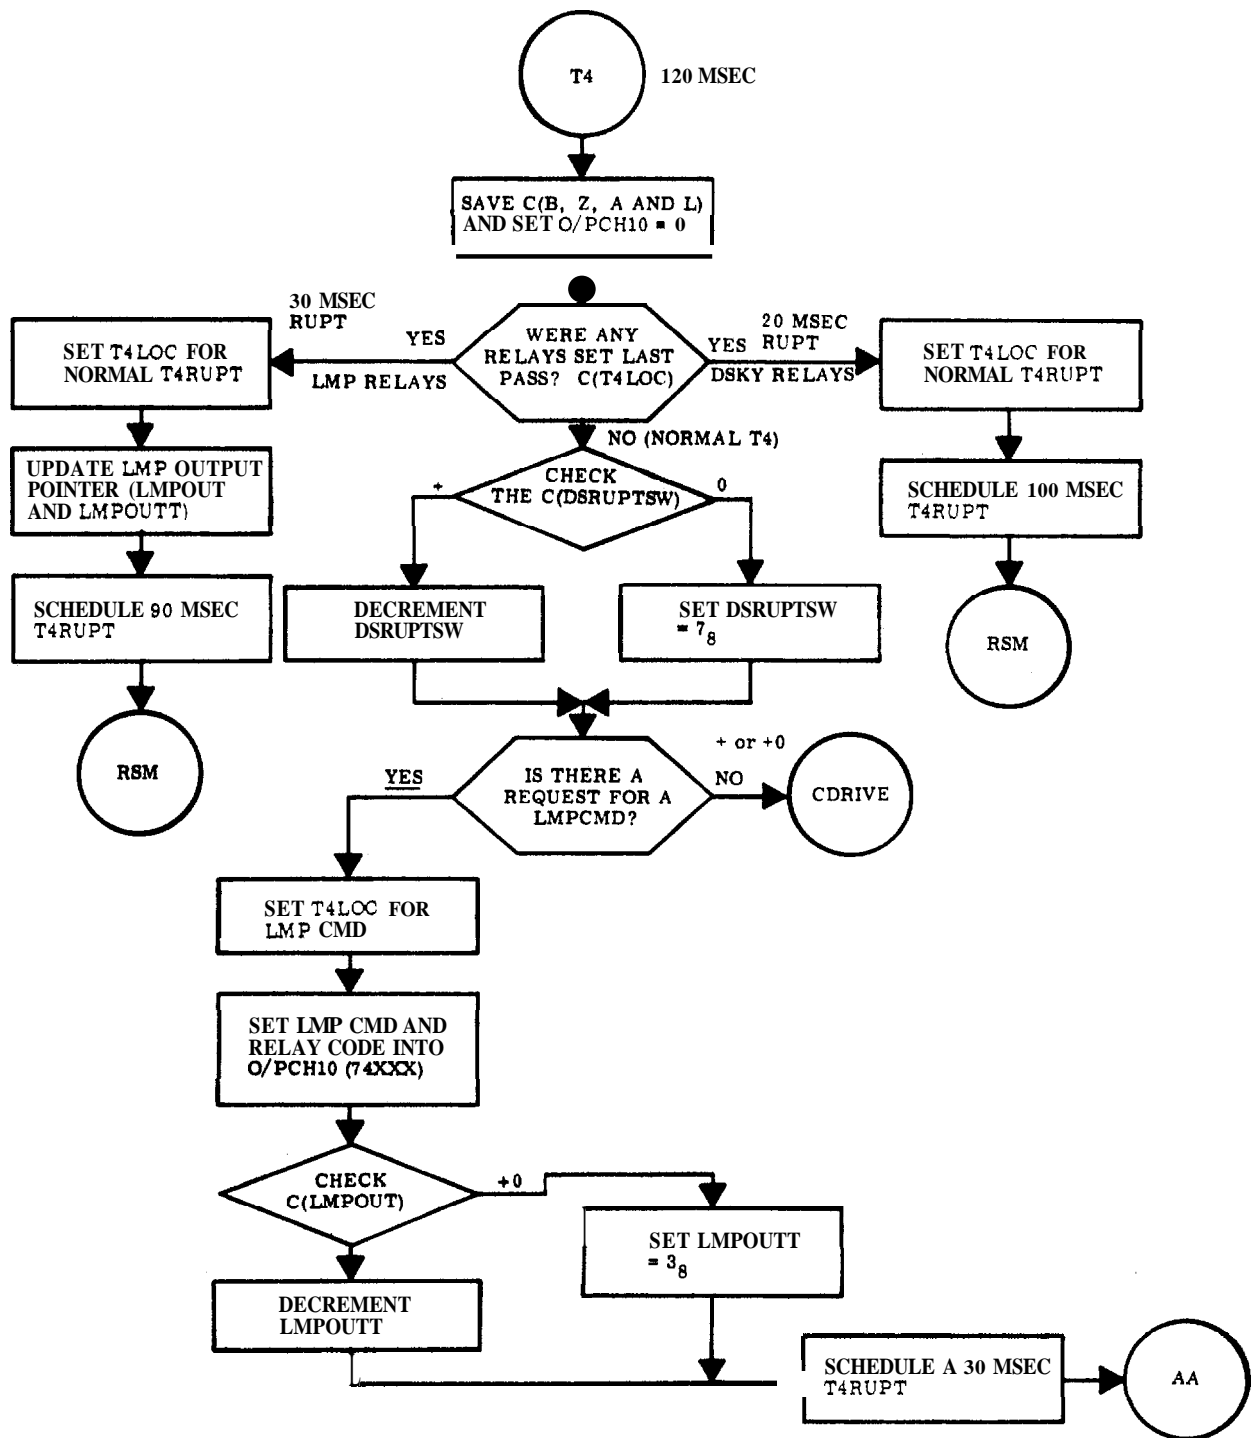 T4
120 MSEC
SAVE C(B, Z, A AND L)
AND SET O/PCH10 = 0
30 MSEC
RUPT
YES
LMP RELAYS
WERE ANY
RELAYS SET LAST
PASS? C(T4LOC)
20 MSEC
YES RUPT
DSKY RELAYS
SET T4LOC FOR
NORMAL T4RUPT
SET T4LOC FOR
NORMAL T4RUPT
NO (NORMAL T4)
UPDATE LMP OUTPUT
POINTER (LMPOUT
AND LMPOUTT)
+
CHECK
THE C(DSRUPTSW)
0
SCHEDULE 100 MSEC
T4RUPT
SCHEDULE 90 MSEC
T4RUPT
DECREMENT
DSRUPTSW
SET DSRUPTSW
= 7₈
RSM
RSM
YES
IS THERE A
REQUEST FOR A
LMPCMD?
+ or +0
NO
CDRIVE
SET T4LOC FOR
LMP CMD
SET LMP CMD AND
RELAY CODE INTO
O/PCH10 (74XXX)
CHECK
C(LMPOUT)
+0
SET LMPOUTT
= 3₈
DECREMENT
LMPOUTT
SCHEDULE A 30 MSEC
T4RUPT
AA